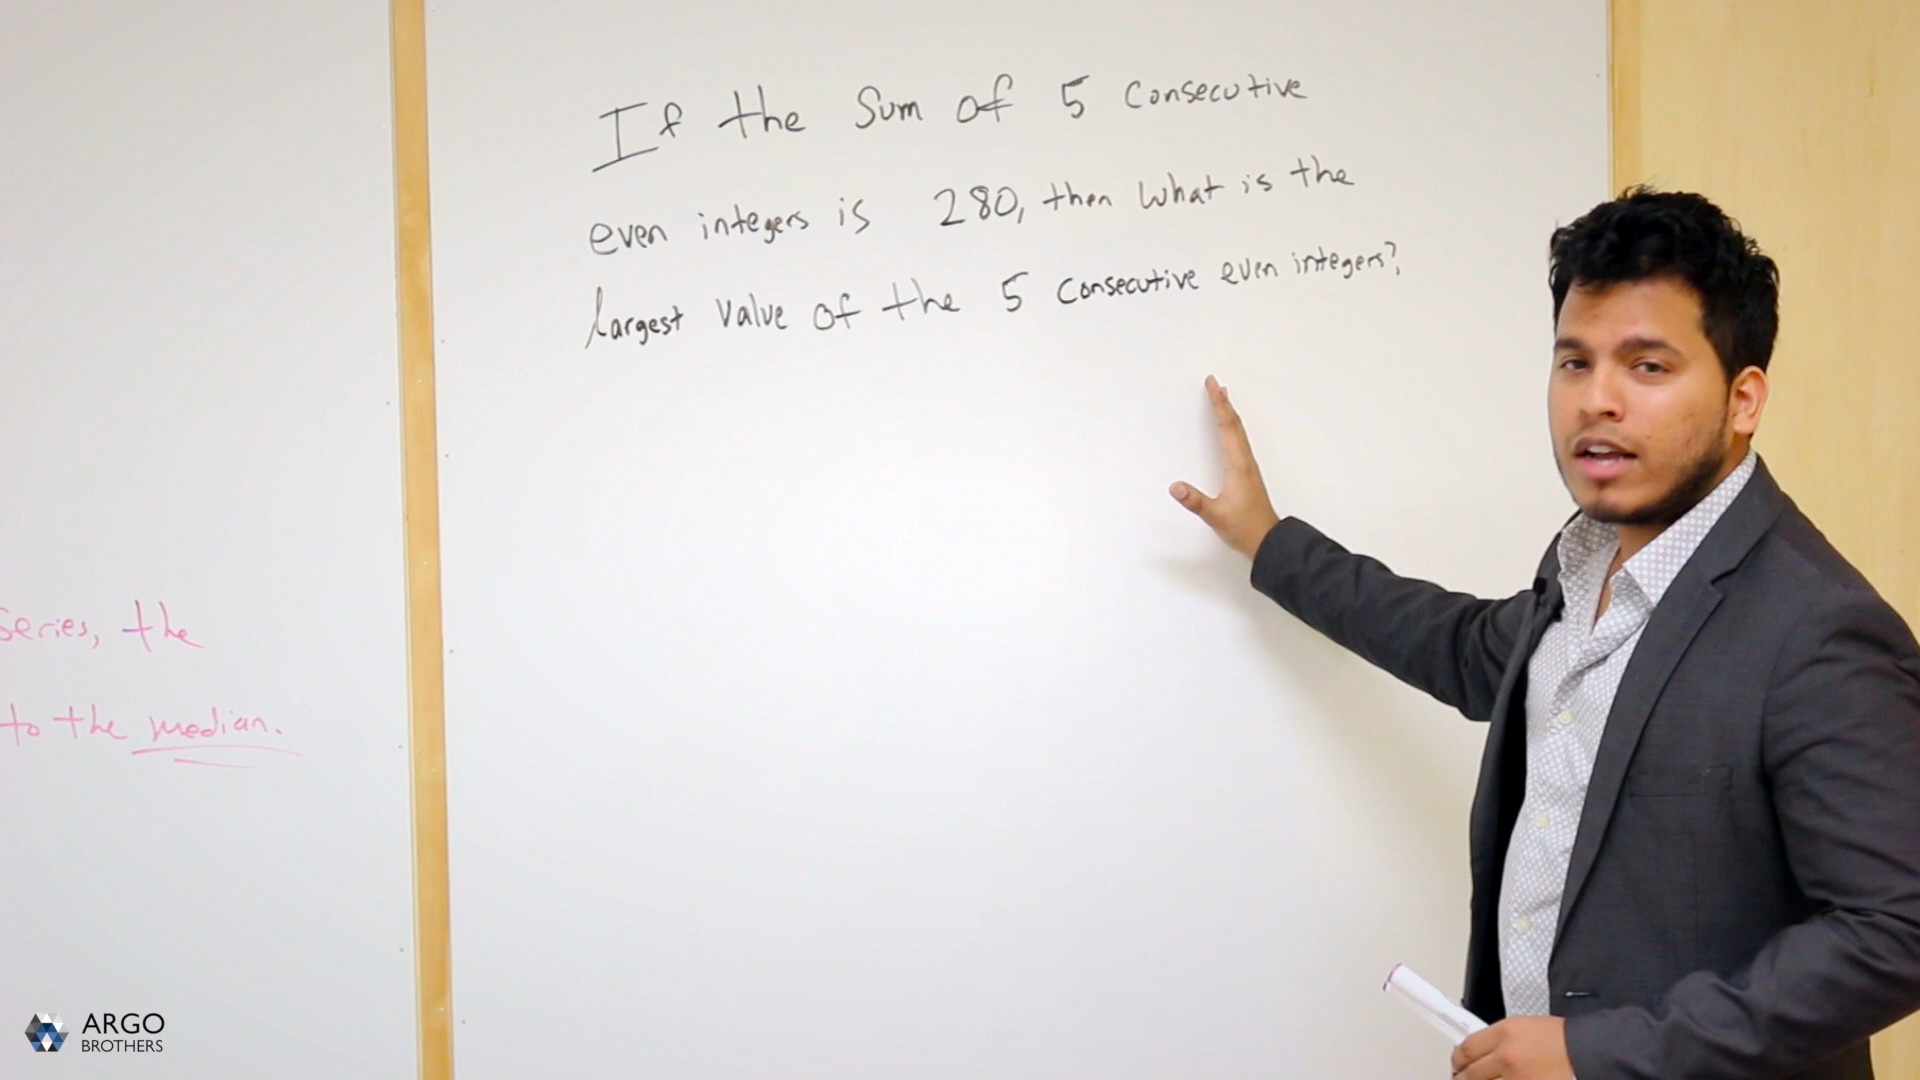 If the Sum of 5 Consecutive
even integers is 280, then what is the
largest value of the 5 consecutive even integers?
series, the
to the median.
ARGO
BROTHERS